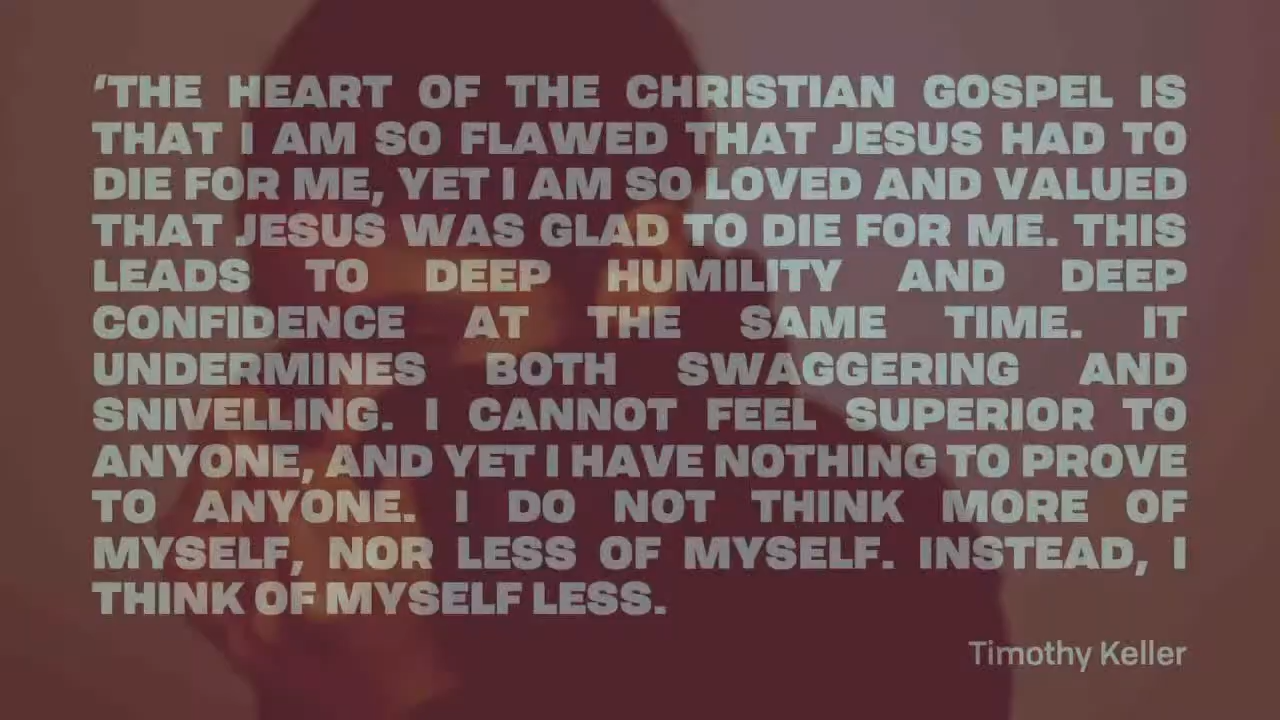 ‘THE HEART OF THE CHRISTIAN GOSPEL IS
THAT I AM SO FLAWED THAT JESUS HAD TO
DIE FOR ME, YET I AM SO LOVED AND VALUED
THAT JESUS WAS GLAD TO DIE FOR ME. THIS
LEADS TO DEEP HUMILITY AND DEEP
CONFIDENCE AT THE SAME TIME. IT
UNDERMINES BOTH SWAGGERING AND
SNIVELLING. I CANNOT FEEL SUPERIOR TO
ANYONE, AND YET I HAVE NOTHING TO PROVE
TO ANYONE. I DO NOT THINK MORE OF
MYSELF, NOR LESS OF MYSELF. INSTEAD, I
THINK OF MYSELF LESS.
Timothy Keller